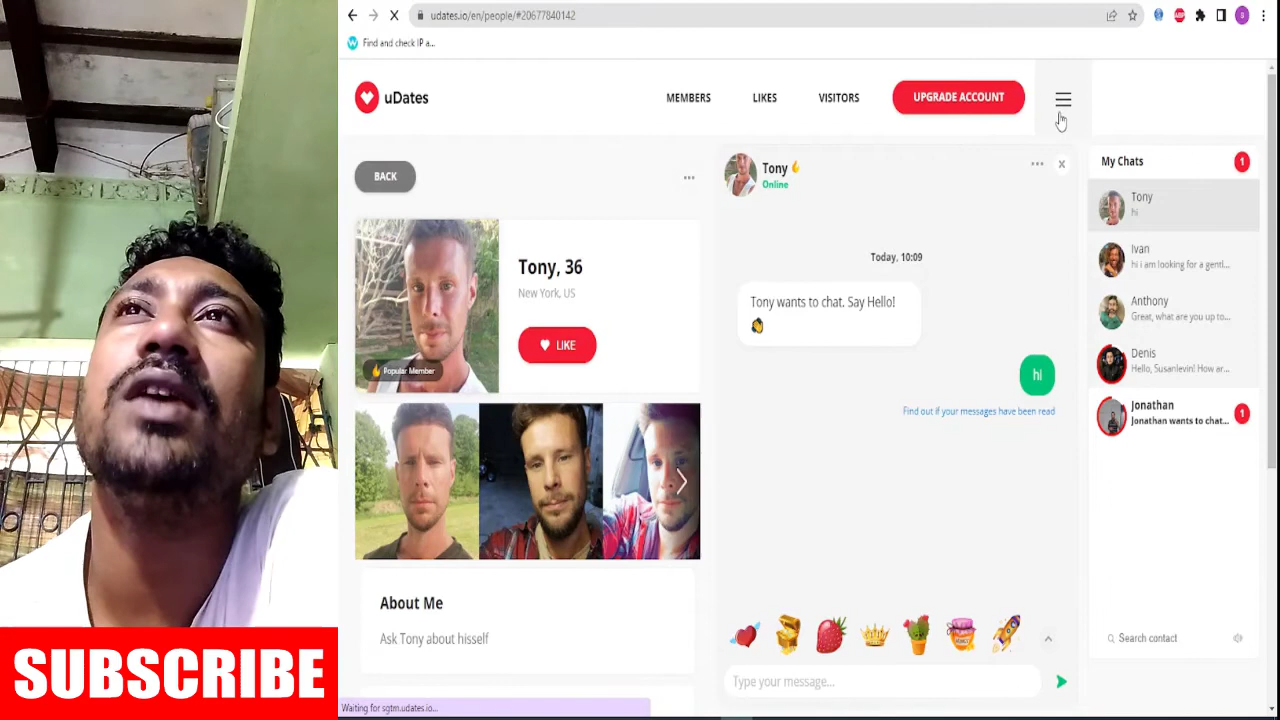 udates.io/en/people/#20677840142
Find and check IP a...
uDates
MEMBERS
LIKES
VISITORS
UPGRADE ACCOUNT
BACK
Tony, 36
New York, US
LIKE
Popular Member
About Me
Ask Tony about hisself
Tony
Online
Today, 10:09
Tony wants to chat. Say Hello!
hi
Find out if your messages have been read
Type your message...
My Chats
1
Tony
hi
Ivan
hi i am looking for a gentl...
Anthony
Great, what are you up to...
Denis
Hello, Susanlevin! How ar...
Jonathan
Jonathan wants to chat...
1
Search contact
Waiting for sgtm.udates.io...
SUBSCRIBE